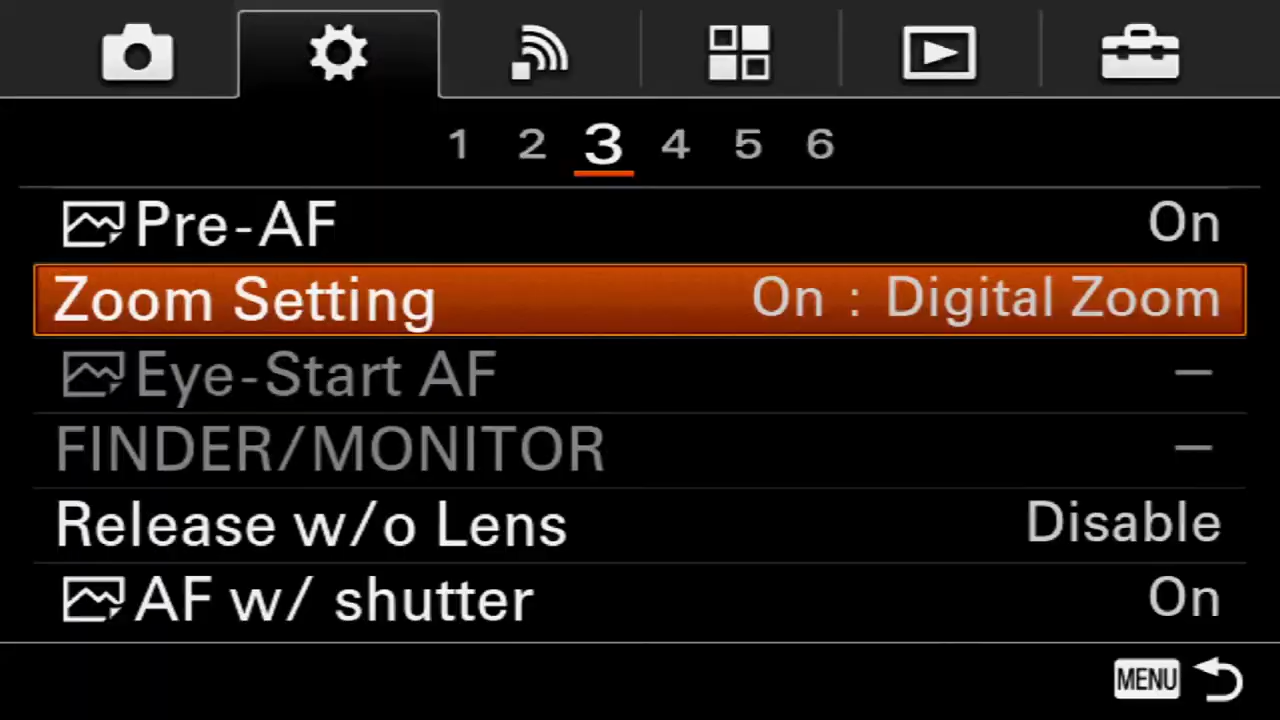 1 2 3 4 5 6
Pre-AF On
Zoom Setting On : Digital Zoom
Eye-Start AF –
FINDER/MONITOR –
Release w/o Lens Disable
AF w/ shutter On
MENU